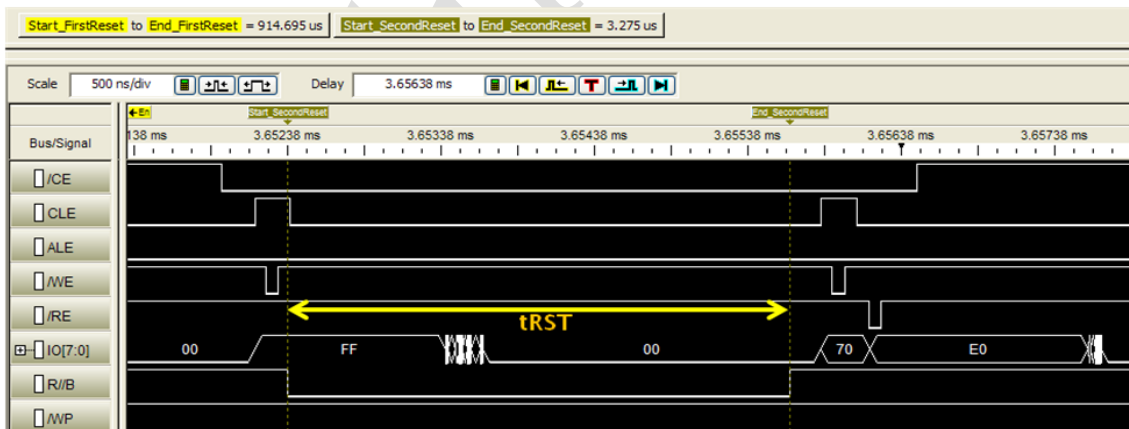 Start_FirstReset to End_FirstReset = 914.695 us Start_SecondReset to End_SecondReset = 3.275 us
Scale 500 ns/div Delay 3.65638 ms T
En Start_SecondReset End_SecondReset
Bus/Signal 138 ms 3.65238 ms 3.65338 ms 3.65438 ms 3.65538 ms 3.65638 ms 3.65738 ms
/CE
CLE
ALE
/WE
/RE
tRST
IO[7:0] 00 FF 00 70 E0
R//B
/WP